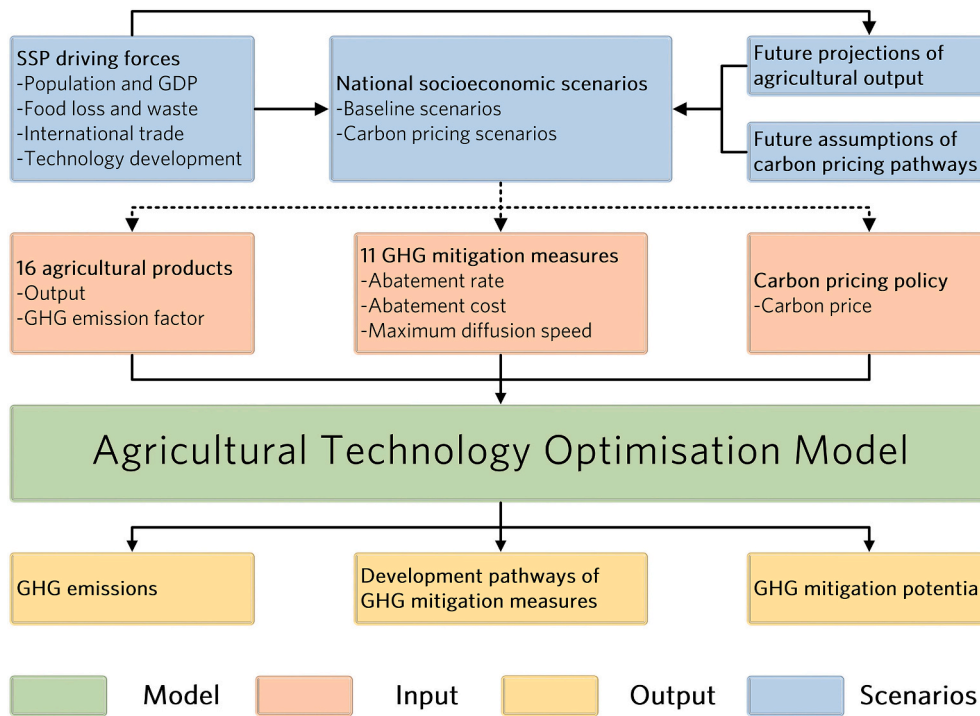 SSP driving forces
-Population and GDP
-Food loss and waste
-International trade
-Technology development
National socioeconomic scenarios
-Baseline scenarios
-Carbon pricing scenarios
Future projections of
agricultural output
Future assumptions of
carbon pricing pathways
16 agricultural products
-Output
-GHG emission factor
11 GHG mitigation measures
-Abatement rate
-Abatement cost
-Maximum diffusion speed
Carbon pricing policy
-Carbon price
Agricultural Technology Optimisation Model
GHG emissions
Development pathways of
GHG mitigation measures
GHG mitigation potential
Model
Input
Output
Scenarios